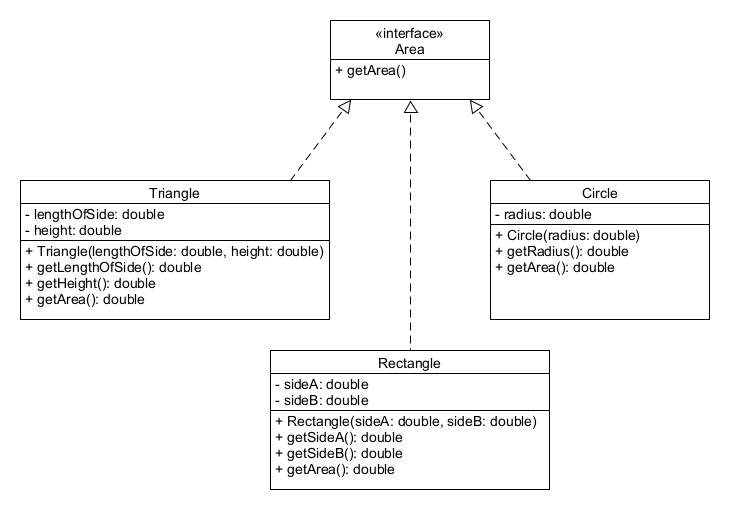 «interface»
Area
+ getArea()
Triangle
- lengthOfSide: double
- height: double
+ Triangle(lengthOfSide: double, height: double)
+ getLengthOfSide(): double
+ getHeight(): double
+ getArea(): double
Circle
- radius: double
+ Circle(radius: double)
+ getRadius(): double
+ getArea(): double
Rectangle
- sideA: double
- sideB: double
+ Rectangle(sideA: double, sideB: double)
+ getSideA(): double
+ getSideB(): double
+ getArea(): double